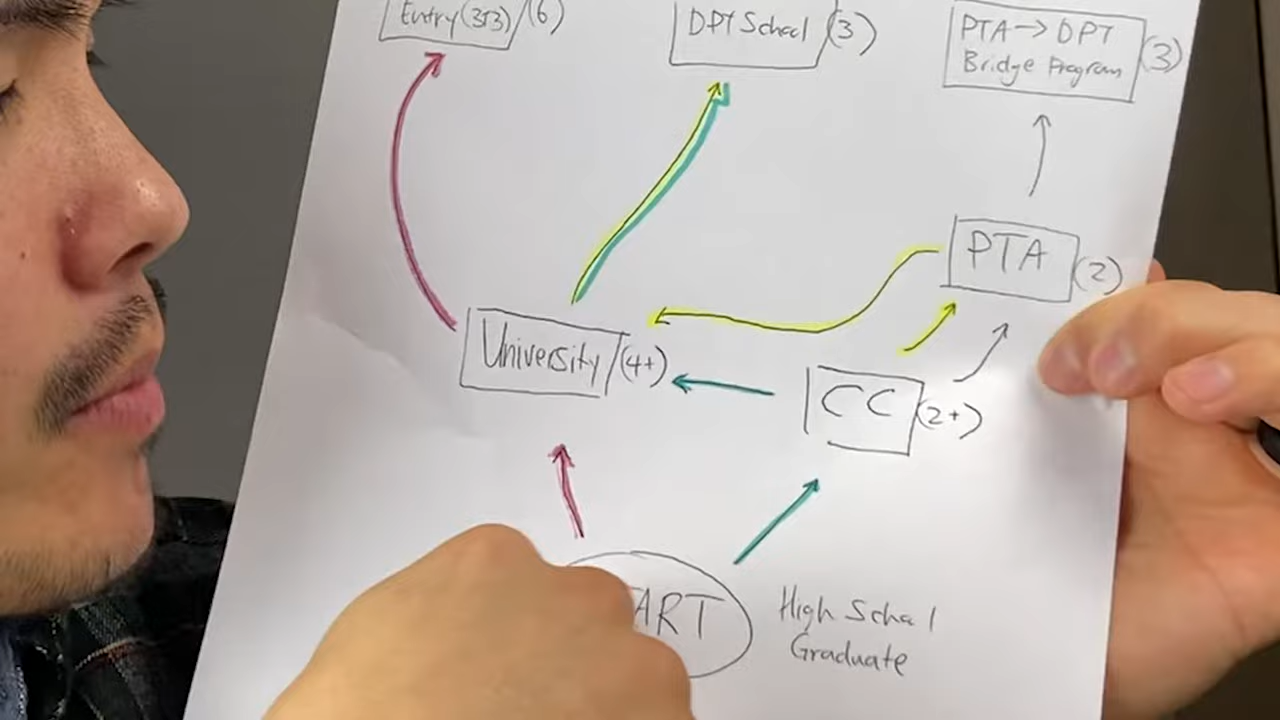 Entry (3+3) / (6)
DPT School (3)
PTA → DPT
Bridge Program (3)
PTA (2)
University / (4+)
CC (2+)
ART
High School
Graduate